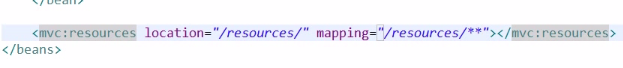 </bean>
<mvc:resources location="/resources/" mapping="/resources/**"></mvc:resources>
</beans>